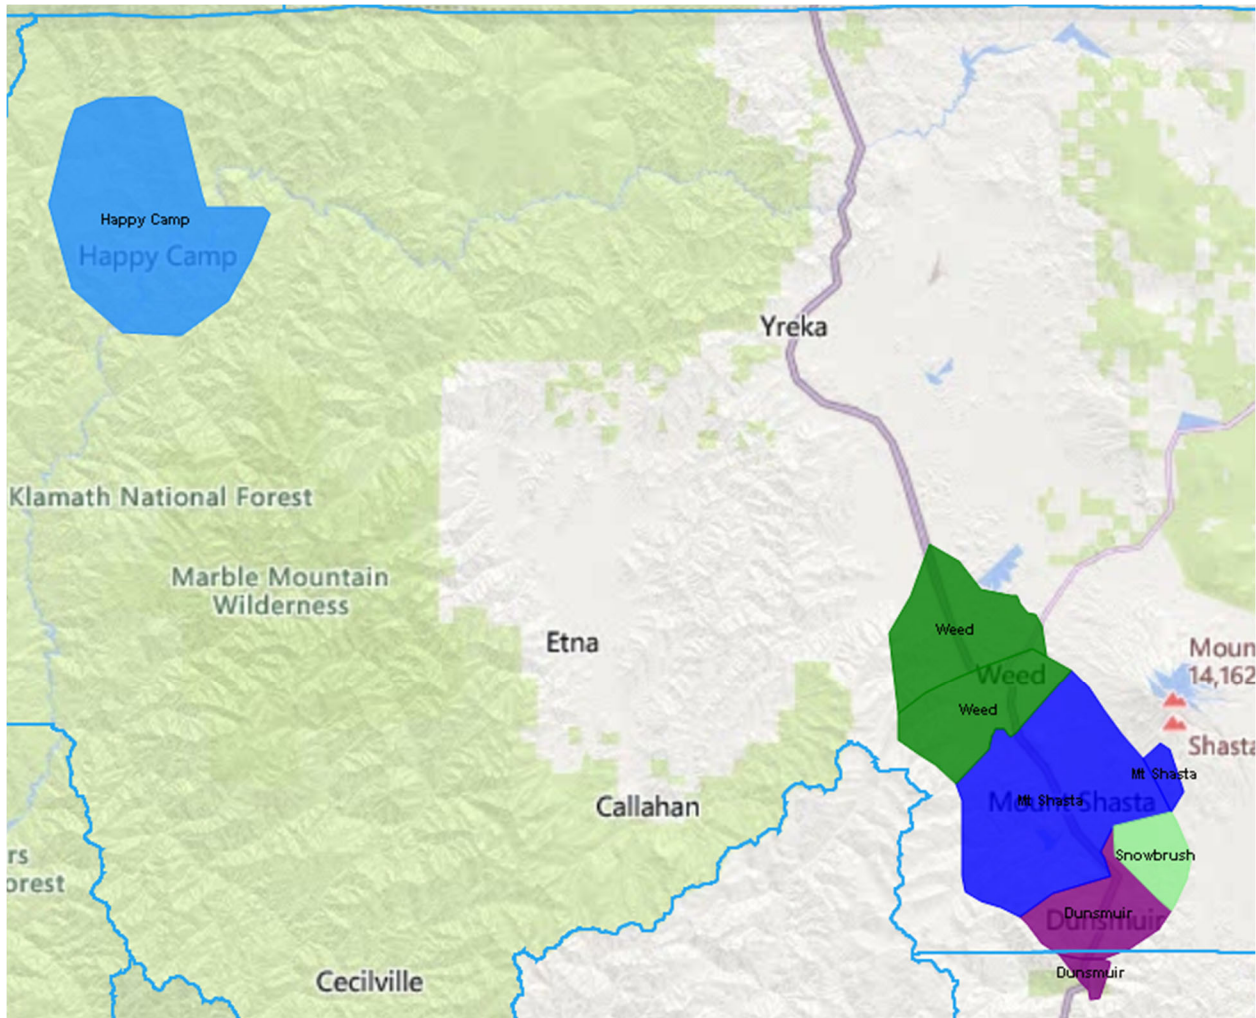 Happy Camp
Happy Camp
Yreka
Klamath National Forest
Marble Mountain
Wilderness
Etna
Weed
Weed
Weed
Moun
14,162
Shasta
Mt Shasta
Mount Shasta
Mt Shasta
Callahan
Snowbrush
rs
orest
Dunsmuir
Dunsmuir
Dunsmuir
Cecilville